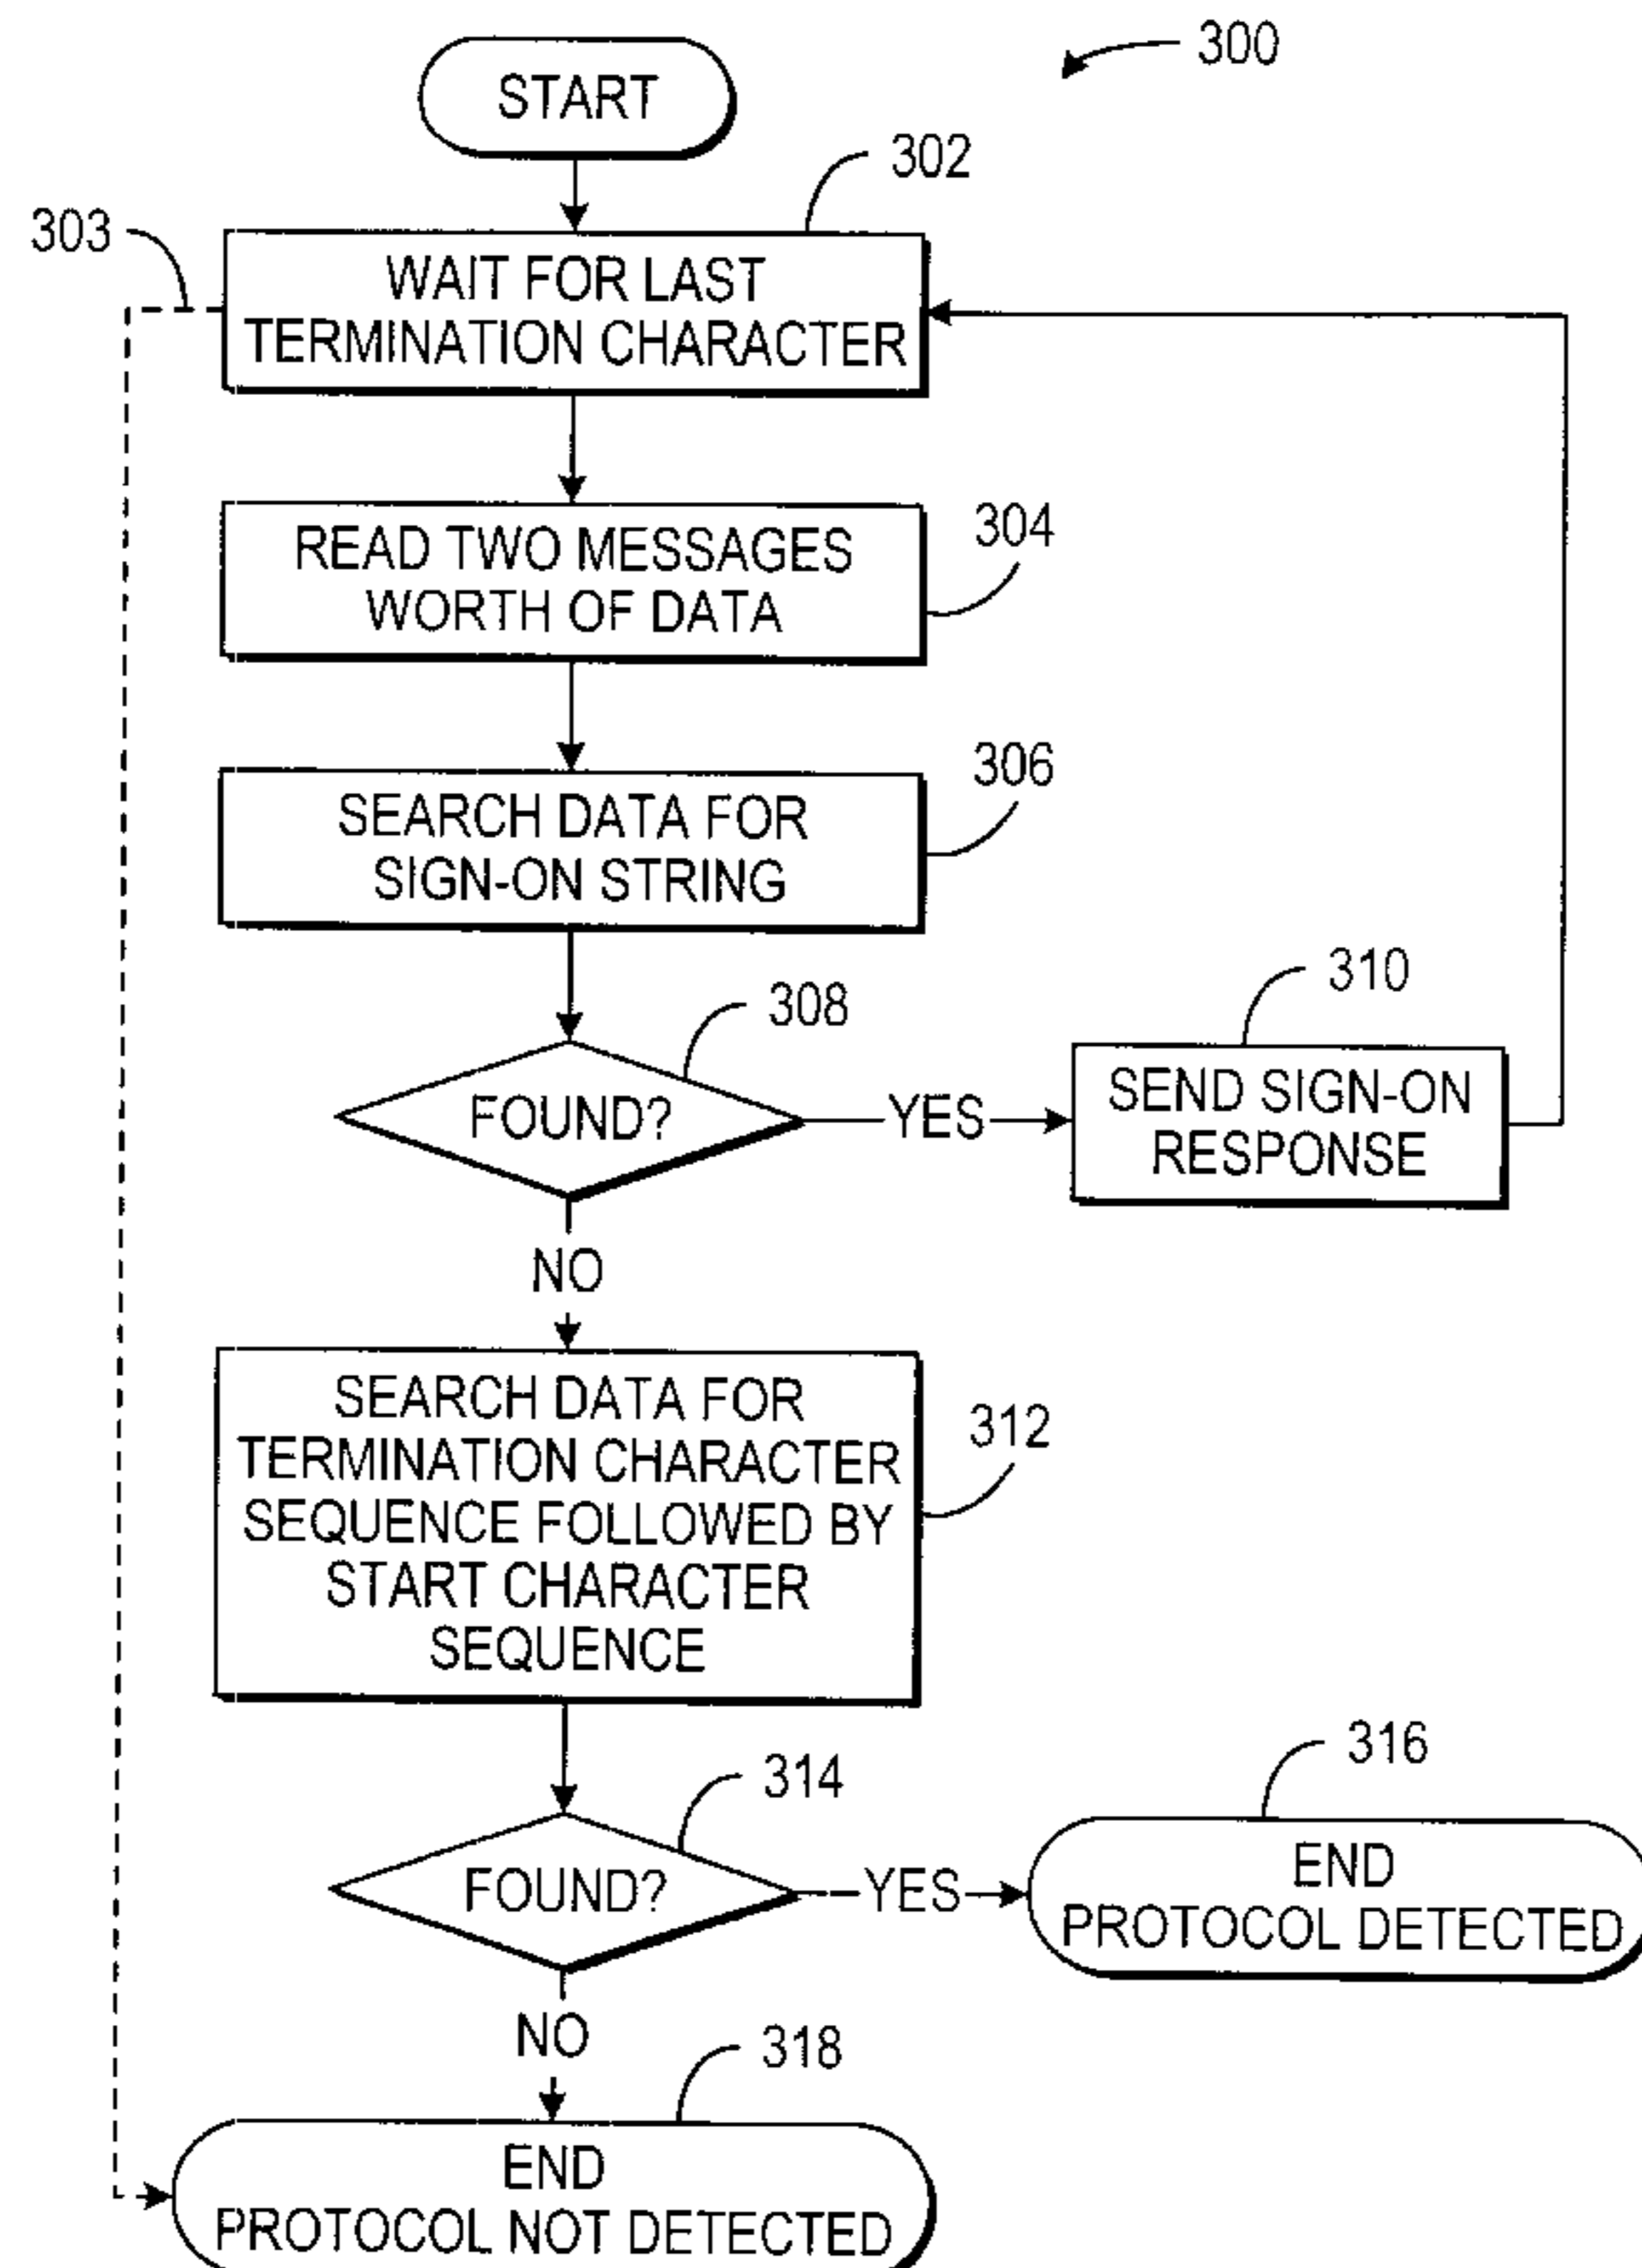 300
START
302
303
WAIT FOR LAST
TERMINATION CHARACTER
304
READ TWO MESSAGES
WORTH OF DATA
306
SEARCH DATA FOR
SIGN-ON STRING
308
310
FOUND?
YES
SEND SIGN-ON
RESPONSE
NO
312
SEARCH DATA FOR
TERMINATION CHARACTER
SEQUENCE FOLLOWED BY
START CHARACTER
SEQUENCE
314
316
FOUND?
YES
END
PROTOCOL DETECTED
NO
318
END
PROTOCOL NOT DETECTED